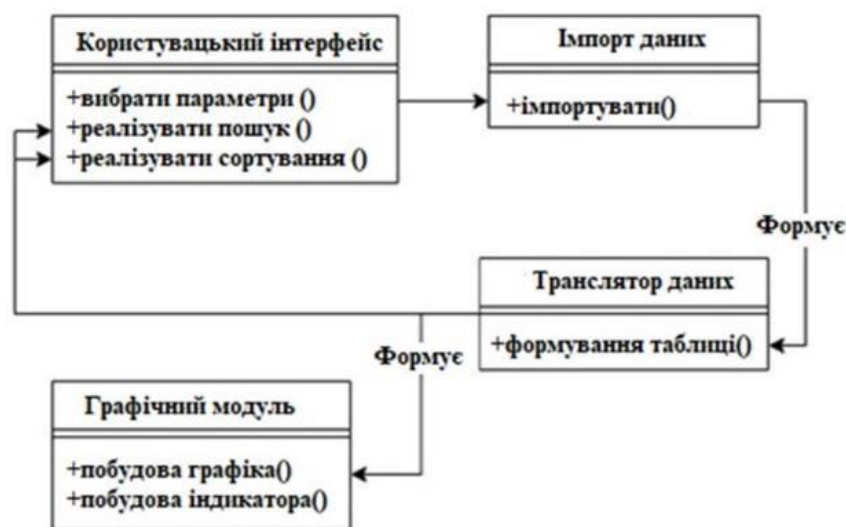 Користувацький інтерфейс
+вибрати параметри ()
+реалізувати пошук ()
+реалізувати сортування ()
Імпорт даних
+імпортувати()
Формує
Транслятор даних
+формування таблиці()
Формує
Графічний модуль
+побудова графіка()
+побудова індикатора()